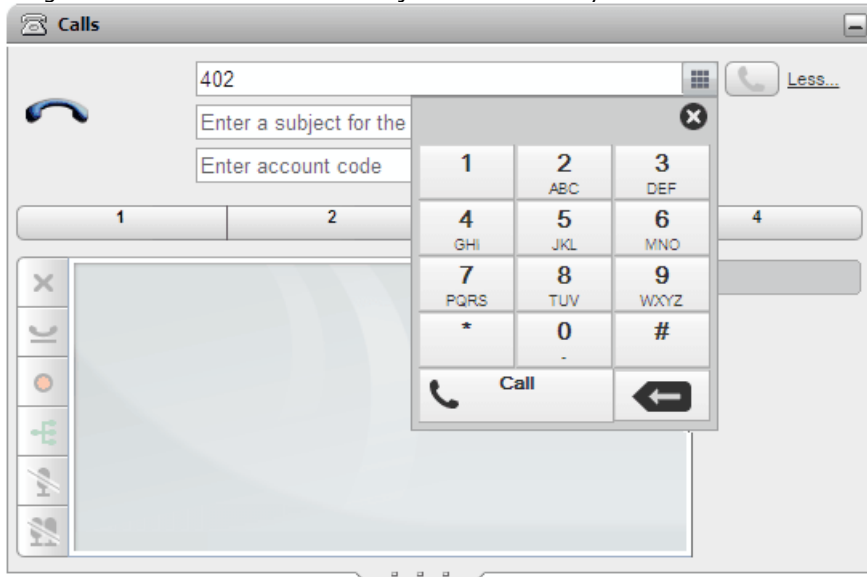 Calls
402
Less...
Enter a subject for the
Enter account code
1
2
ABC
3
DEF
4
GHI
5
JKL
6
MNO
7
PQRS
8
TUV
9
WXYZ
*
0
-
#
Call
1 2 4